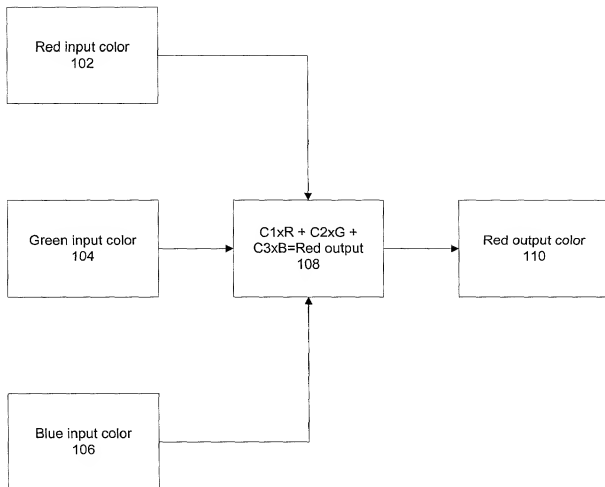 Red input color
102
Green input color
104
C1xR + C2xG +
C3xB=Red output
108
Red output color
110
Blue input color
106